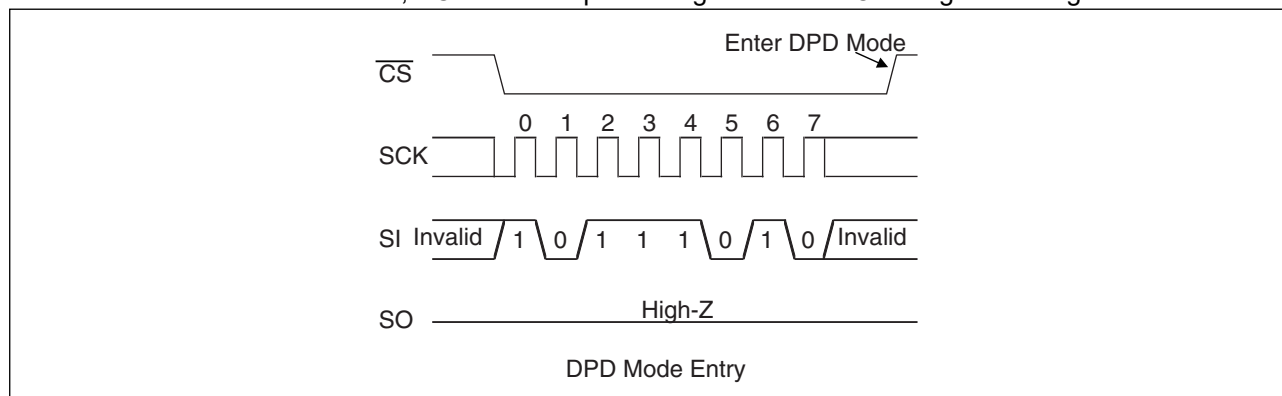 Enter DPD Mode
CS
0 1 2 3 4 5 6 7
SCK
SI Invalid 1 0 1 1 1 0 1 0 Invalid
High-Z
SO
DPD Mode Entry